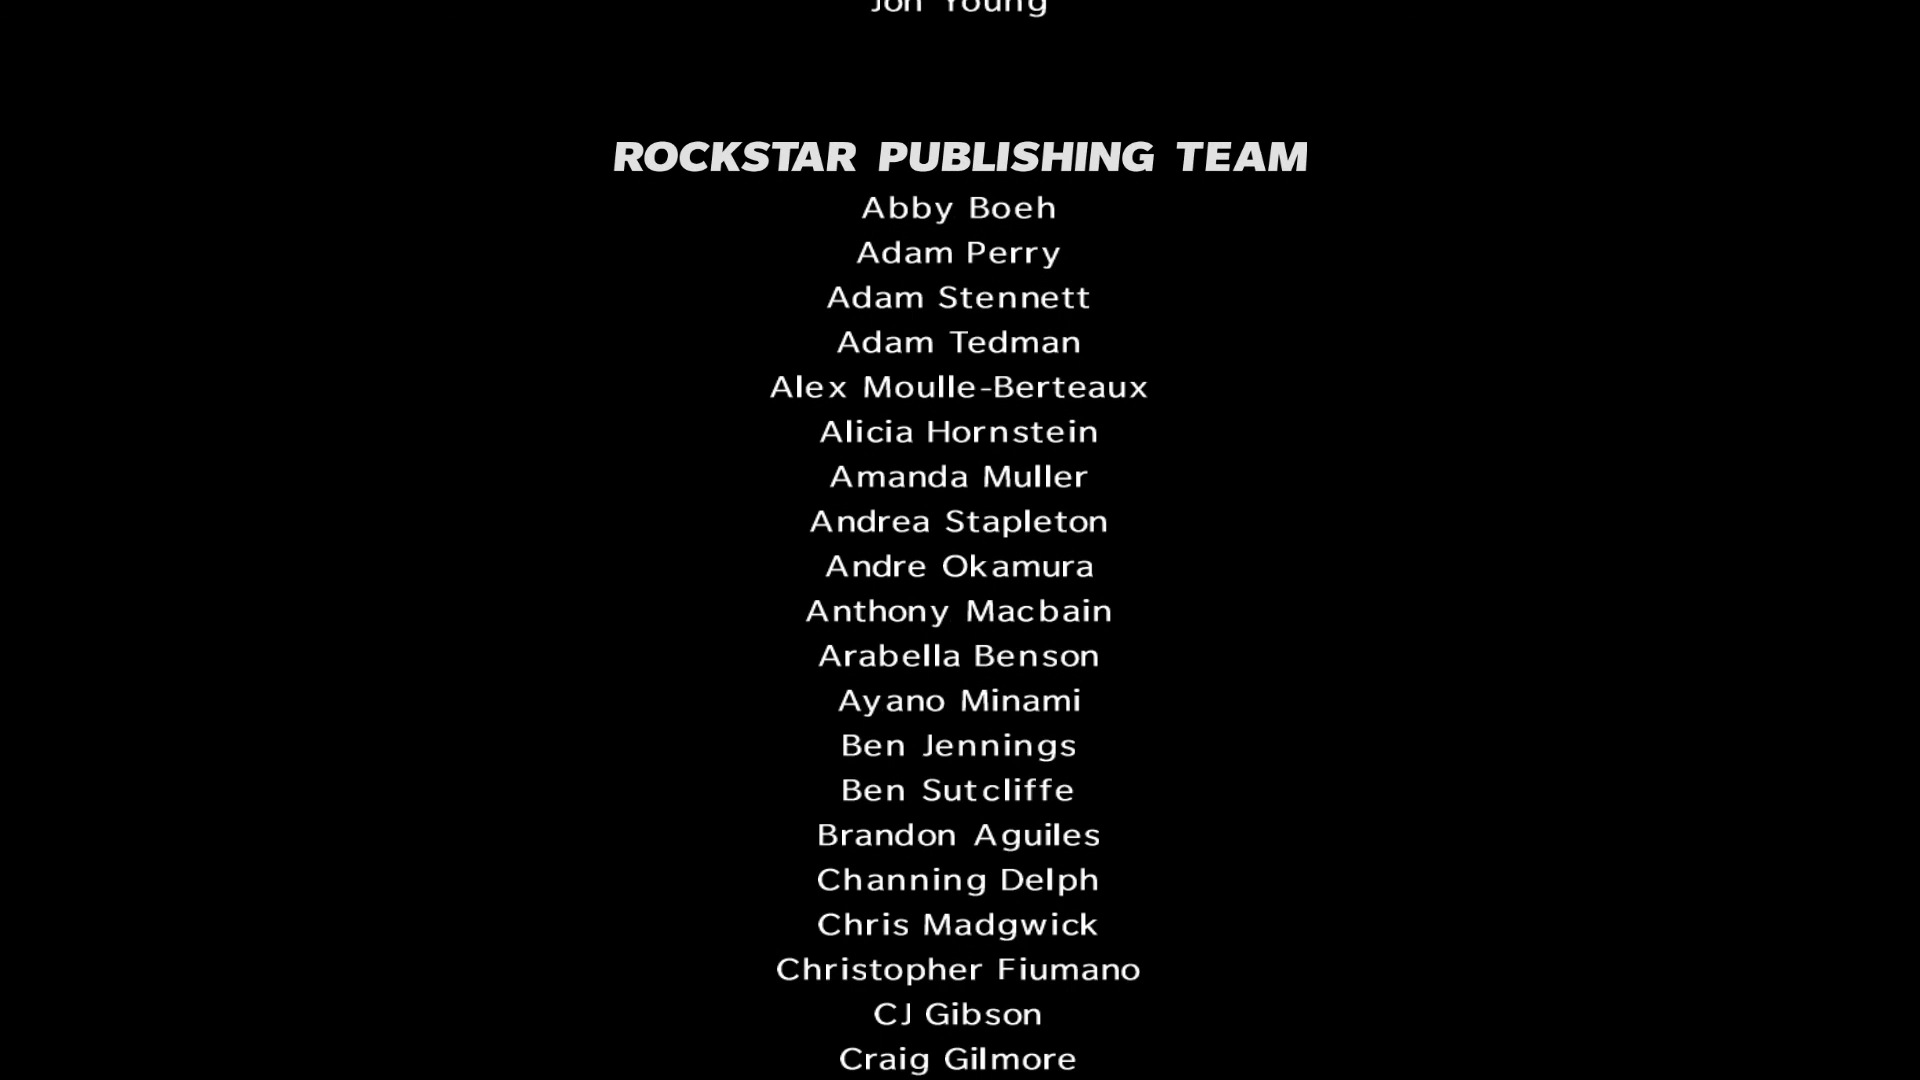 Jon Young
ROCKSTAR PUBLISHING TEAM
Abby Boeh
Adam Perry
Adam Stennett
Adam Tedman
Alex Moulle-Berteaux
Alicia Hornstein
Amanda Muller
Andrea Stapleton
Andre Okamura
Anthony Macbain
Arabella Benson
Ayano Minami
Ben Jennings
Ben Sutcliffe
Brandon Aguiles
Channing Delph
Chris Madgwick
Christopher Fiumano
CJ Gibson
Craig Gilmore